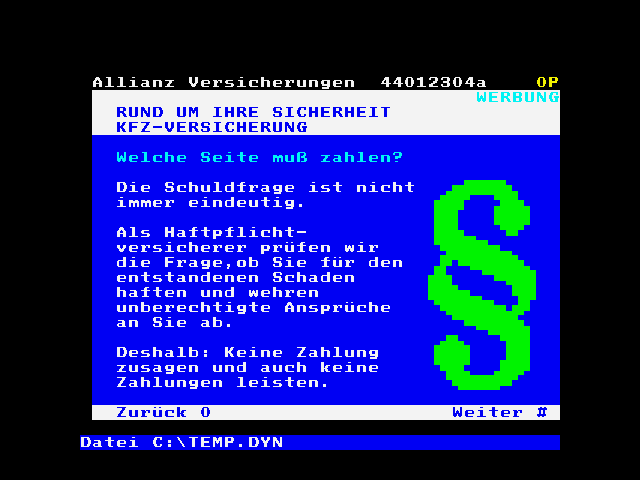 Allianz Versicherungen 44012304a 0P
WERBUNG
RUND UM IHRE SICHERHEIT
KFZ-VERSICHERUNG
Welche Seite muß zahlen?
Die Schuldfrage ist nicht
immer eindeutig.
Als Haftpflicht-
versicherer prüfen wir
die Frage,ob Sie für den
entstandenen Schaden
haften und wehren
unberechtigte Ansprüche
an Sie ab.
Deshalb: Keine Zahlung
zusagen und auch keine
Zahlungen leisten.
§
Zurück 0 Weiter #
Datei C:\TEMP.DYN